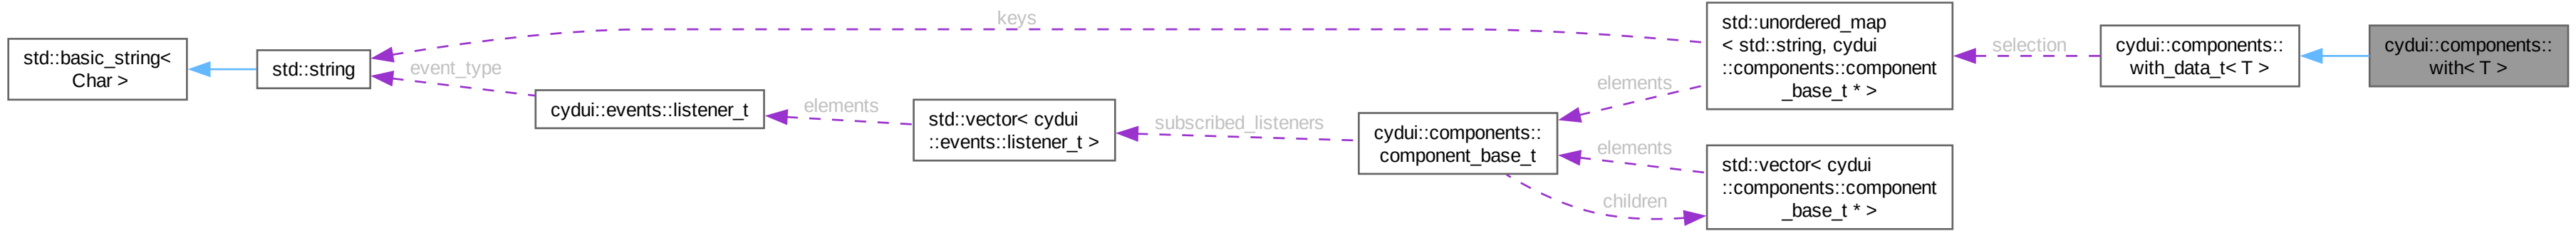 std::basic_string<
Char >
std::string
keys
event_type
cydui::events::listener_t
elements
std::vector< cydui
::events::listener_t >
subscribed_listeners
cydui::components::
component_base_t
elements
elements
children
std::unordered_map
< std::string, cydui
::components::component
_base_t * >
std::vector< cydui
::components::component
_base_t * >
selection
cydui::components::
with_data_t< T >
cydui::components::
with< T >